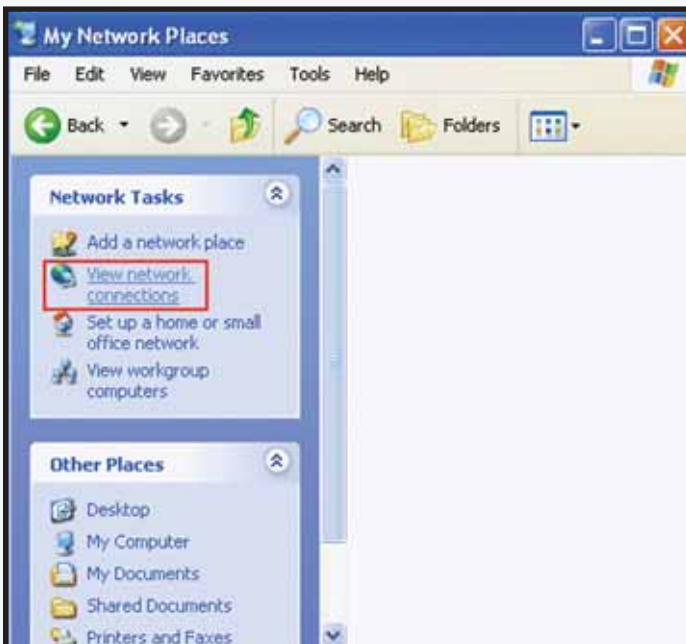 My Network Places
File Edit View Favorites Tools Help
Back Search Folders
Network Tasks
Add a network place
View network
connections
Set up a home or small
office network
View workgroup
computers
Other Places
Desktop
My Computer
My Documents
Shared Documents
Printers and Faxes